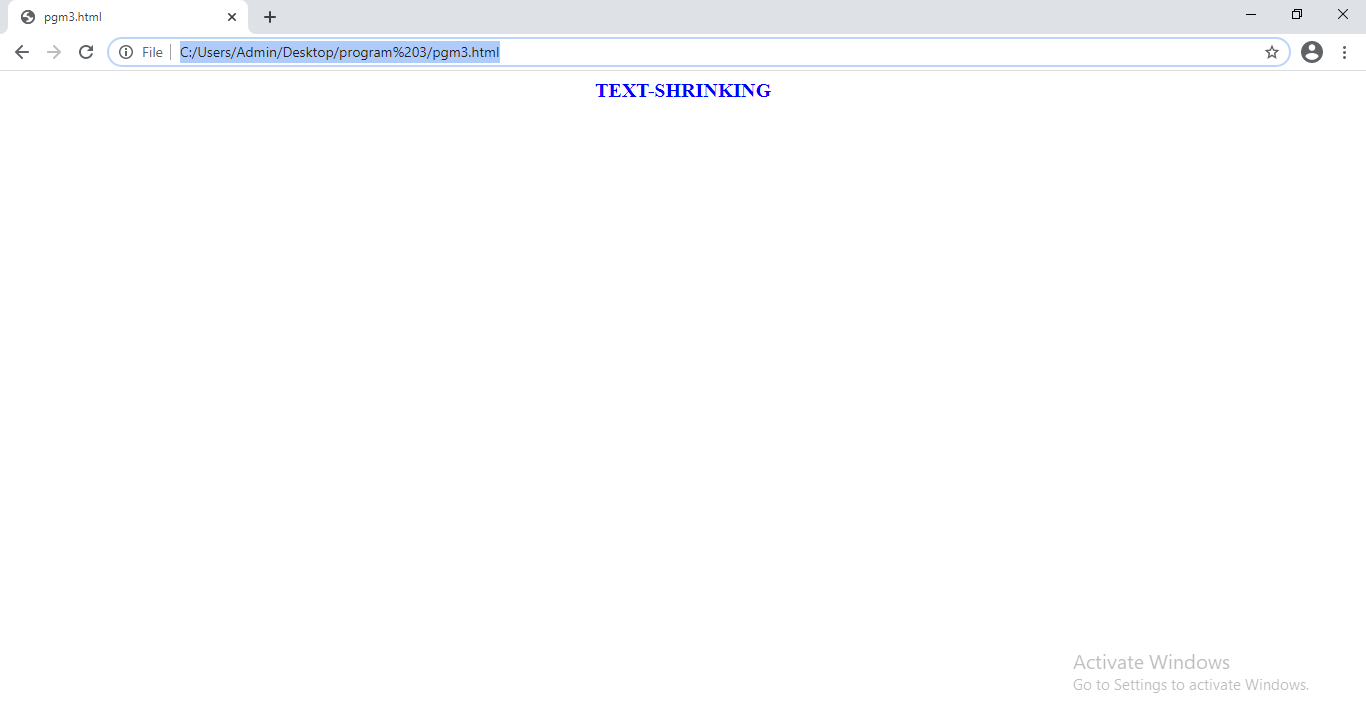 pgm3.html
File C:/Users/Admin/Desktop/program%203/pgm3.html
TEXT-SHRINKING
Activate Windows
Go to Settings to activate Windows.